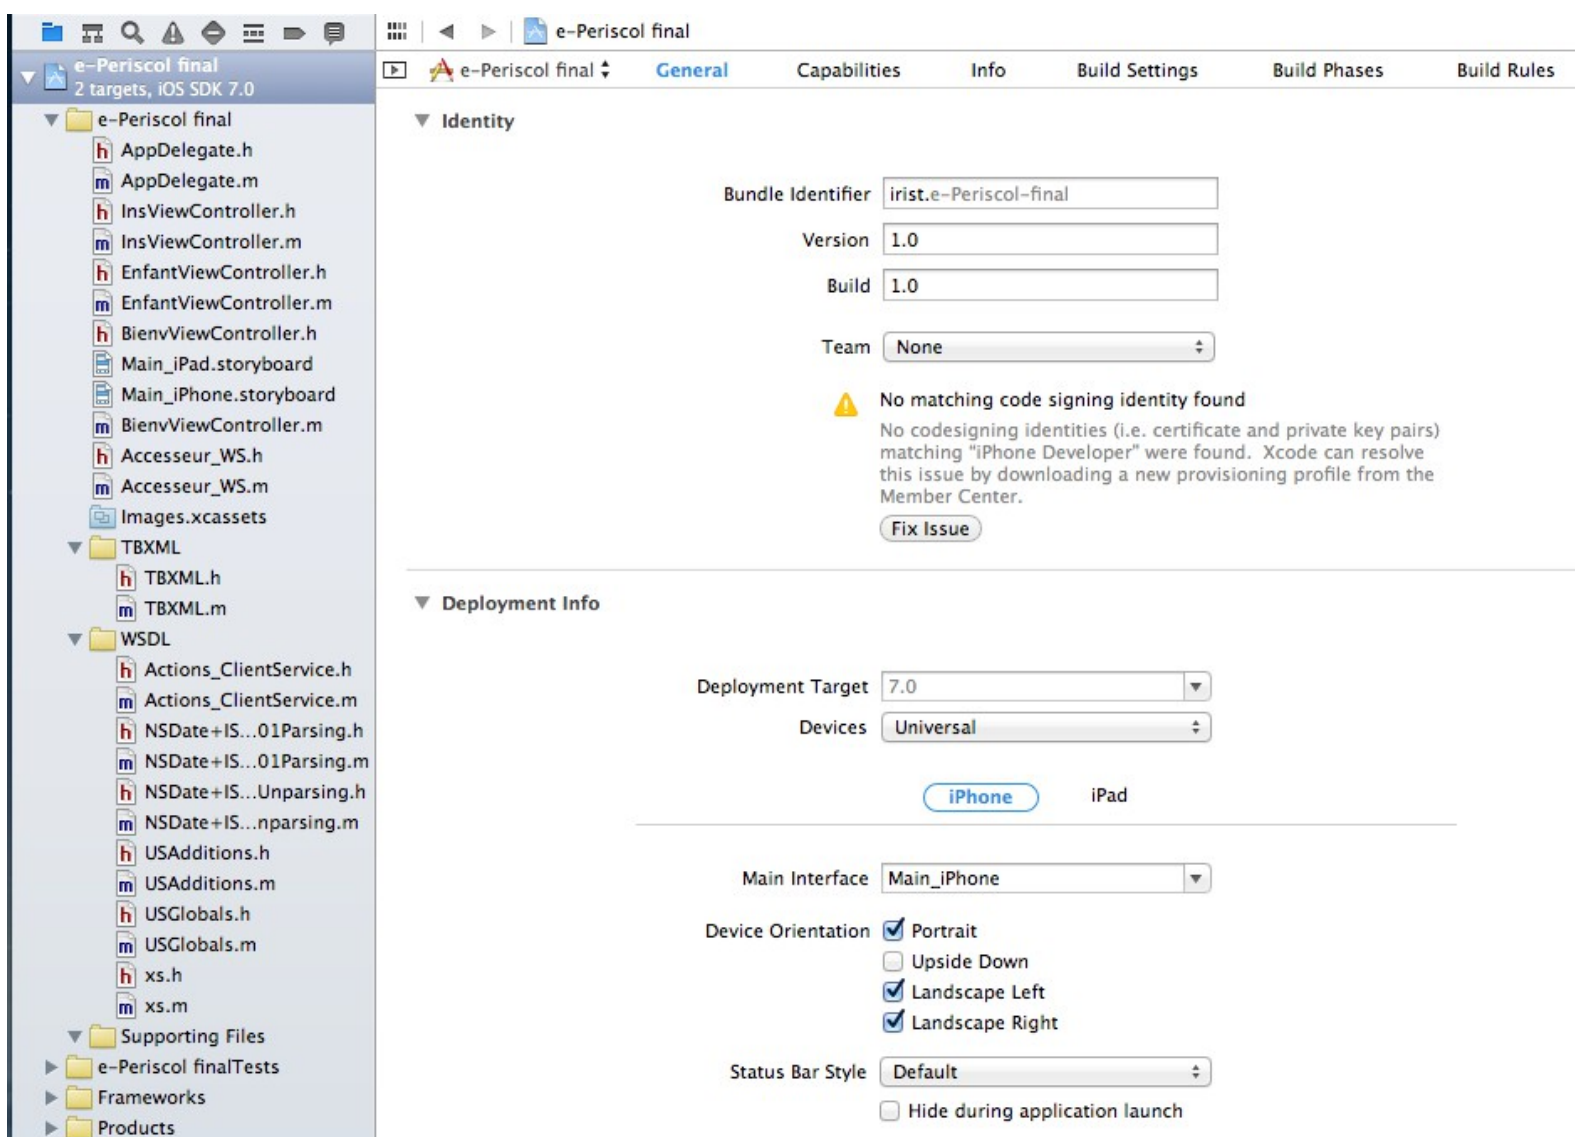 e-Periscol final
e-Periscol final
2 targets, iOS SDK 7.0
e-Periscol final
AppDelegate.h
AppDelegate.m
InsViewController.h
InsViewController.m
EnfantViewController.h
EnfantViewController.m
BienvViewController.h
Main_iPad.storyboard
Main_iPhone.storyboard
BienvViewController.m
Accesseur_WS.h
Accesseur_WS.m
Images.xcassets
TBXML
TBXML.h
TBXML.m
WSDL
Actions_ClientService.h
Actions_ClientService.m
NSDate+IS...01Parsing.h
NSDate+IS...01Parsing.m
NSDate+IS...Unparsing.h
NSDate+IS...nparsing.m
USAdditions.h
USAdditions.m
USGlobals.h
USGlobals.m
xs.h
xs.m
Supporting Files
e-Periscol finalTests
Frameworks
Products
e-Periscol final General Capabilities Info Build Settings Build Phases Build Rules
Identity
Bundle Identifier irist.e-Periscol-final
Version 1.0
Build 1.0
Team None
No matching code signing identity found
No codesigning identities (i.e. certificate and private key pairs)
matching “iPhone Developer” were found. Xcode can resolve
this issue by downloading a new provisioning profile from the
Member Center.
Fix Issue
Deployment Info
Deployment Target 7.0
Devices Universal
iPhone iPad
Main Interface Main_iPhone
Device Orientation Portrait
Upside Down
Landscape Left
Landscape Right
Status Bar Style Default
Hide during application launch